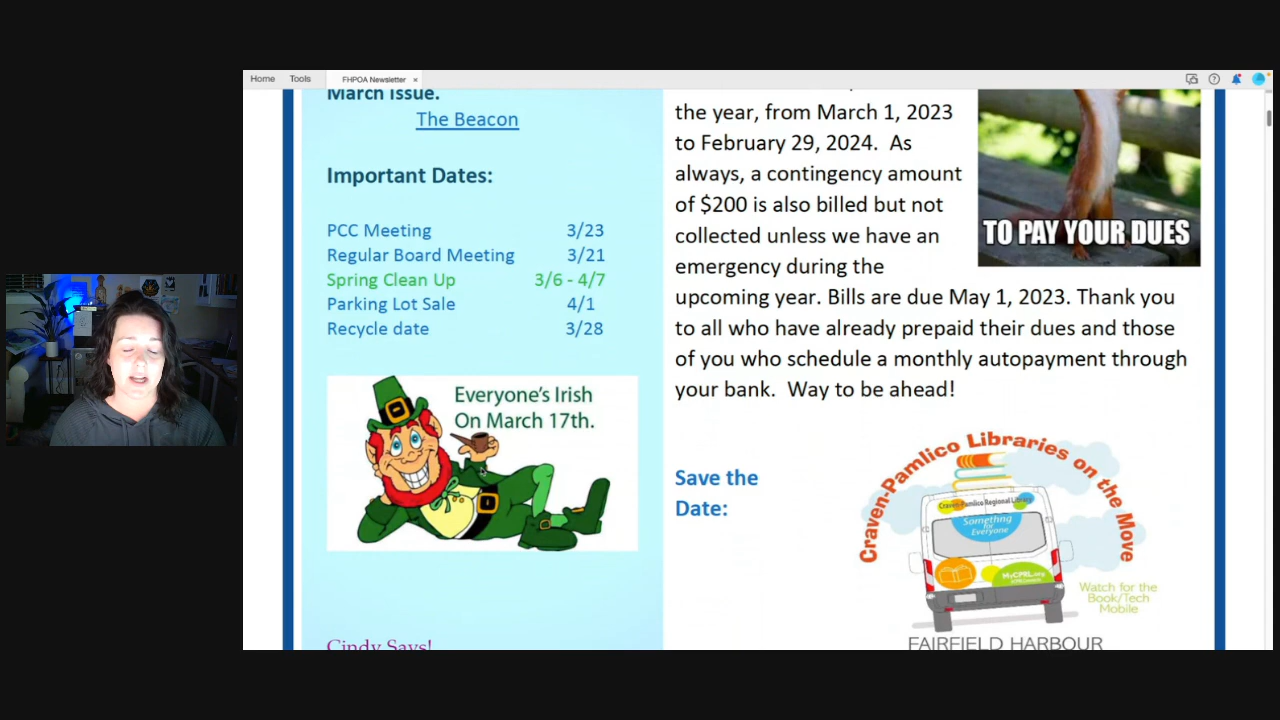 Home
Tools
FHPOA Newsletter
March Issue.
The Beacon
Important Dates:
PCC Meeting 3/23
Regular Board Meeting 3/21
Spring Clean Up 3/6 - 4/7
Parking Lot Sale 4/1
Recycle date 3/28
Everyone's Irish
On March 17th.
Cindy Says!
the year, from March 1, 2023
to February 29, 2024. As
always, a contingency amount
of $200 is also billed but not
collected unless we have an
emergency during the
upcoming year. Bills are due May 1, 2023. Thank you
to all who have already prepaid their dues and those
of you who schedule a monthly autopayment through
your bank. Way to be ahead!
TO PAY YOUR DUES
Save the
Date:
Craven-Pamlico Libraries on the Move
Craven-Pamlico Regional Library
Something
for
Everyone
MyCPRL.org
Watch for the
Book/Tech
Mobile
FAIRFIELD HARBOUR